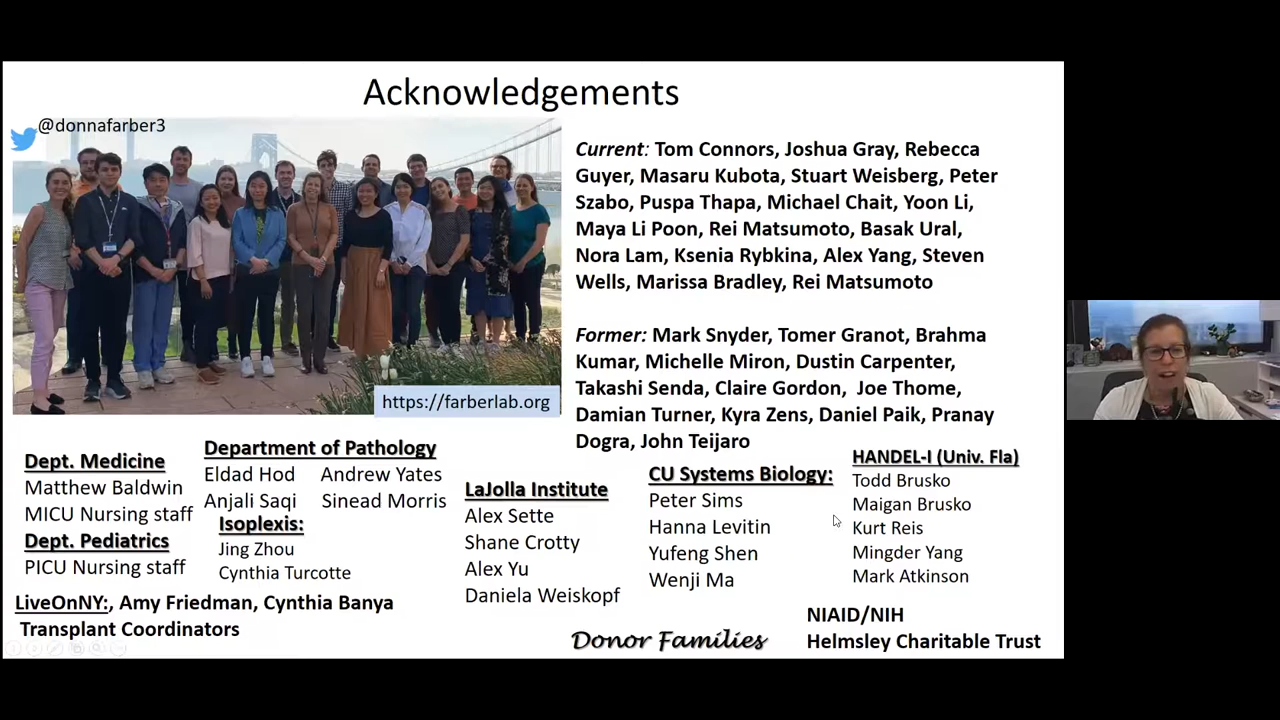 Acknowledgements
@donnafarber3
https://farberlab.org
Current: Tom Connors, Joshua Gray, Rebecca
Guyer, Masaru Kubota, Stuart Weisberg, Peter
Szabo, Puspa Thapa, Michael Chait, Yoon Li,
Maya Li Poon, Rei Matsumoto, Basak Ural,
Nora Lam, Ksenia Rybkina, Alex Yang, Steven
Wells, Marissa Bradley, Rei Matsumoto
Former: Mark Snyder, Tomer Granot, Brahma
Kumar, Michelle Miron, Dustin Carpenter,
Takashi Senda, Claire Gordon, Joe Thome,
Damian Turner, Kyra Zens, Daniel Paik, Pranay
Dogra, John Teijaro
Dept. Medicine
Matthew Baldwin
MICU Nursing staff
Dept. Pediatrics
PICU Nursing staff
Department of Pathology
Eldad Hod Andrew Yates
Anjali Saqi Sinead Morris
Isoplexis:
Jing Zhou
Cynthia Turcotte
LiveOnNY:, Amy Friedman, Cynthia Banya
Transplant Coordinators
LaJolla Institute
Alex Sette
Shane Crotty
Alex Yu
Daniela Weiskopf
CU Systems Biology:
Peter Sims
Hanna Levitin
Yufeng Shen
Wenji Ma
HANDEL-I (Univ. Fla)
Todd Brusko
Maigan Brusko
Kurt Reis
Mingder Yang
Mark Atkinson
Donor Families
NIAID/NIH
Helmsley Charitable Trust